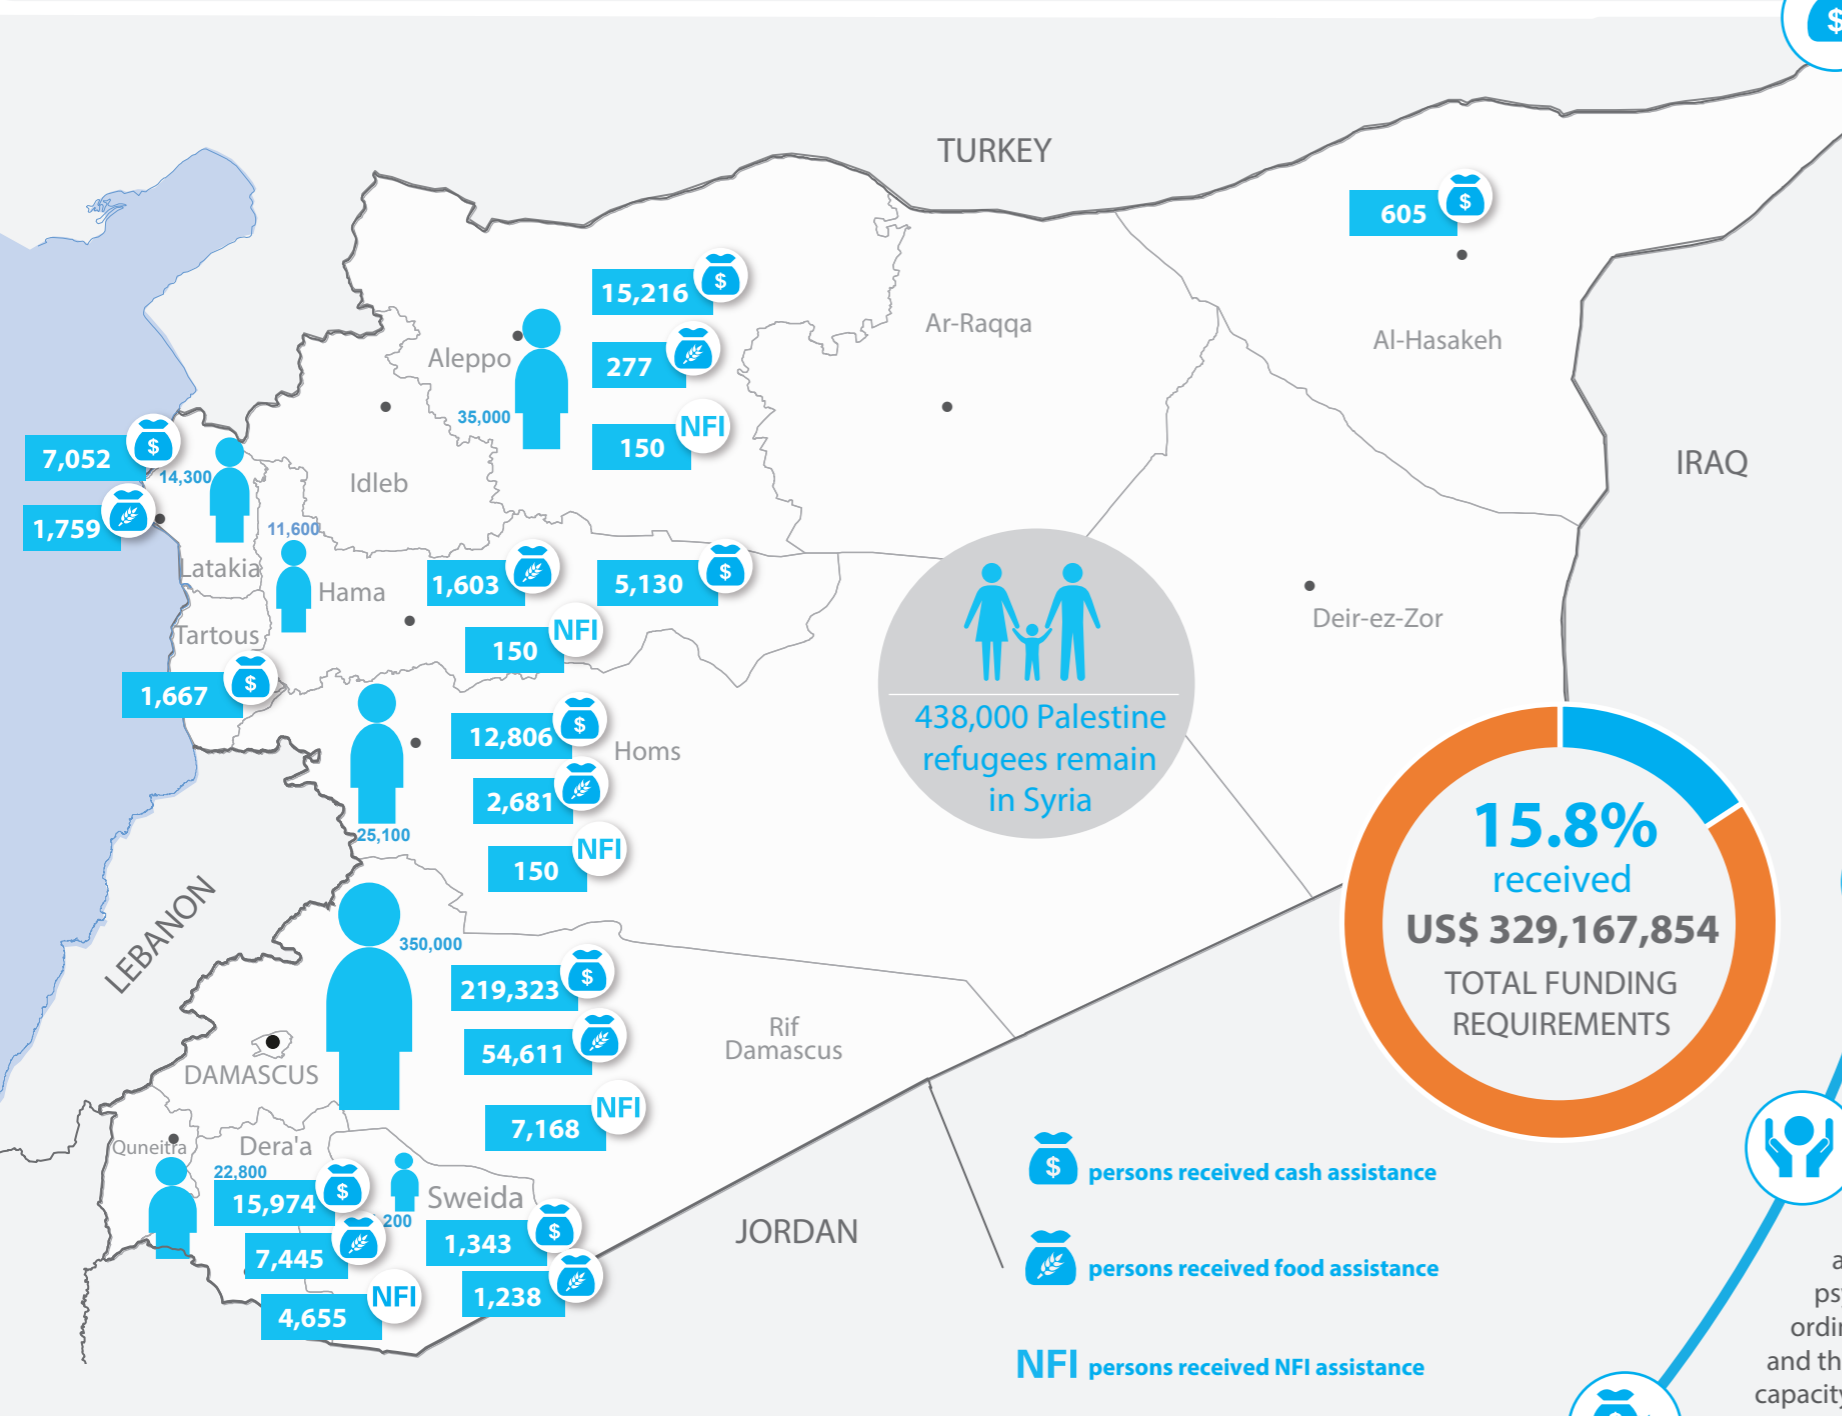 $
TURKEY
605
$
15,216
$
Ar-Raqqa
Al-Hasakeh
Aleppo
277
35,000
150
NFI
7,052
$
14,300
Idleb
IRAQ
1,759
11,600
Latakia
Hama
1,603
5,130
$
Deir-ez-Zor
Tartous
150
NFI
1,667
$
438,000 Palestine
refugees remain
in Syria
12,806
$
Homs
2,681
25,100
150
NFI
15.8%
received
US$ 329,167,854
TOTAL FUNDING
REQUIREMENTS
LEBANON
350,000
219,323
$
54,611
Rif
Damascus
DAMASCUS
7,168
NFI
Quneitra
Dera'a
22,800
15,974
$
Sweida
200
7,445
1,343
$
4,655
NFI
1,238
JORDAN
$
persons received cash assistance
persons received food assistance
NFI persons received NFI assistance
ordi
and th
capacity